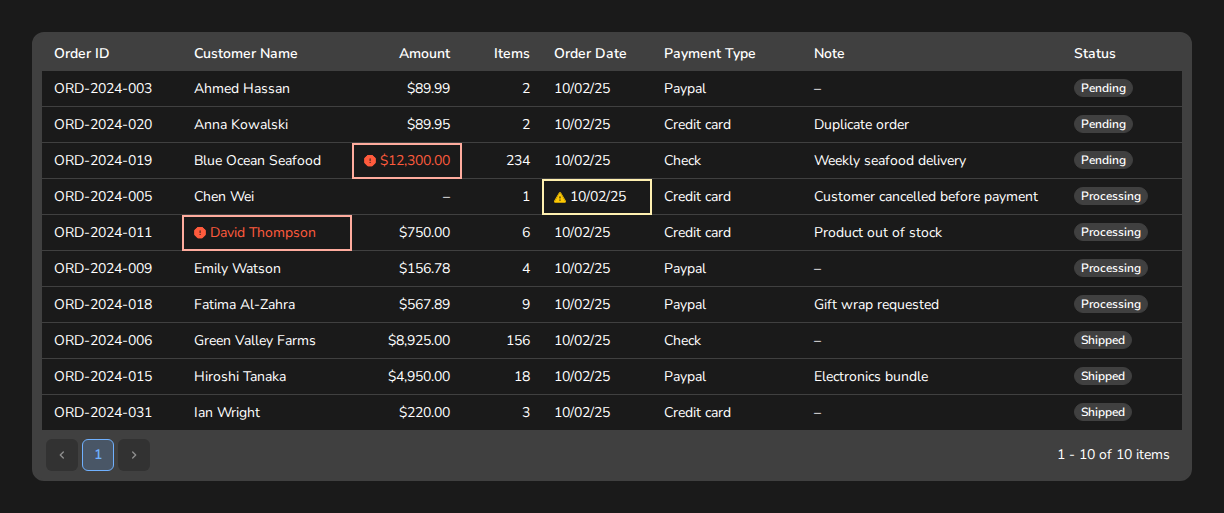 Order ID Customer Name Amount Items Order Date Payment Type Note Status
ORD-2024-003 Ahmed Hassan $89.99 2 10/02/25 Paypal – Pending
ORD-2024-020 Anna Kowalski $89.95 2 10/02/25 Credit card Duplicate order Pending
ORD-2024-019 Blue Ocean Seafood $12,300.00 234 10/02/25 Check Weekly seafood delivery Pending
ORD-2024-005 Chen Wei – 1 10/02/25 Credit card Customer cancelled before payment Processing
ORD-2024-011 David Thompson $750.00 6 10/02/25 Credit card Product out of stock Processing
ORD-2024-009 Emily Watson $156.78 4 10/02/25 Paypal – Processing
ORD-2024-018 Fatima Al-Zahra $567.89 9 10/02/25 Paypal Gift wrap requested Processing
ORD-2024-006 Green Valley Farms $8,925.00 156 10/02/25 Check – Shipped
ORD-2024-015 Hiroshi Tanaka $4,950.00 18 10/02/25 Paypal Electronics bundle Shipped
ORD-2024-031 Ian Wright $220.00 3 10/02/25 Credit card – Shipped
1 1 - 10 of 10 items